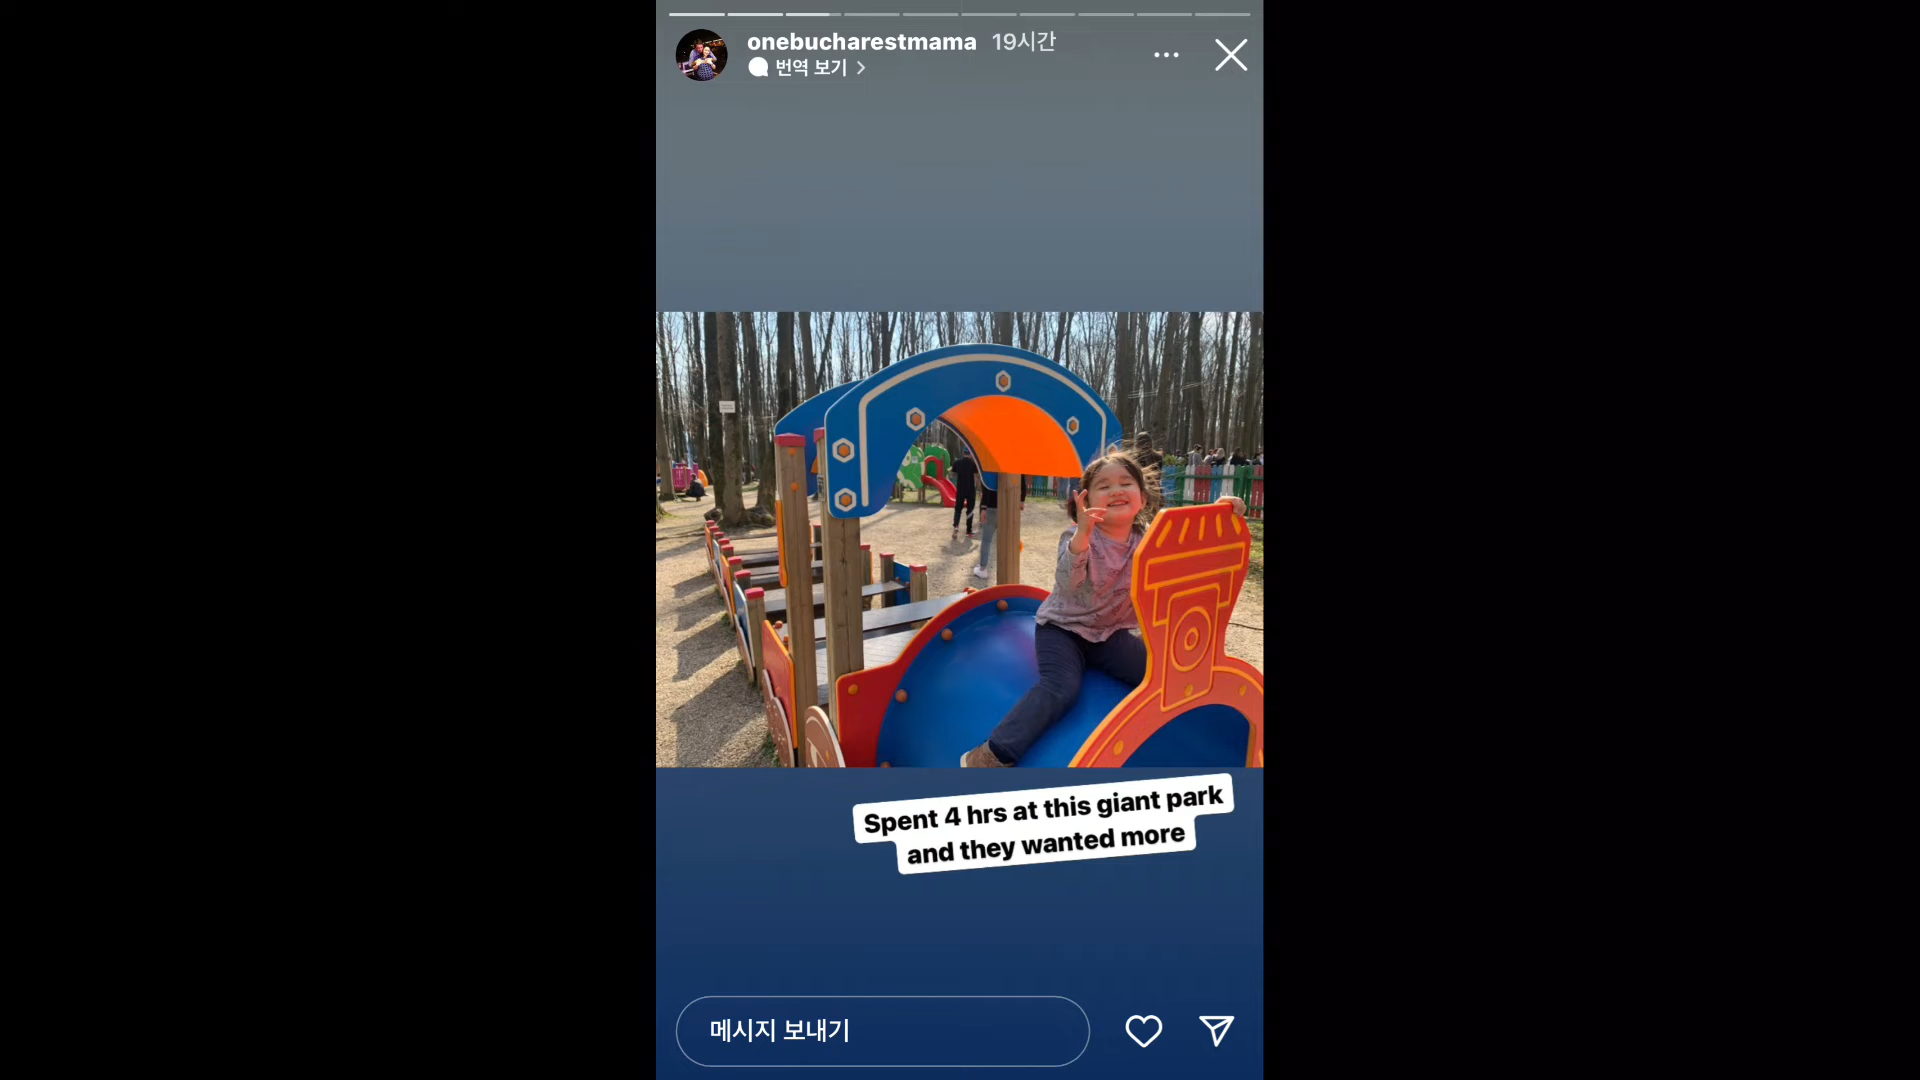 onebucharestmama 19시간
번역 보기
Spent 4 hrs at this giant park
and they wanted more
메시지 보내기